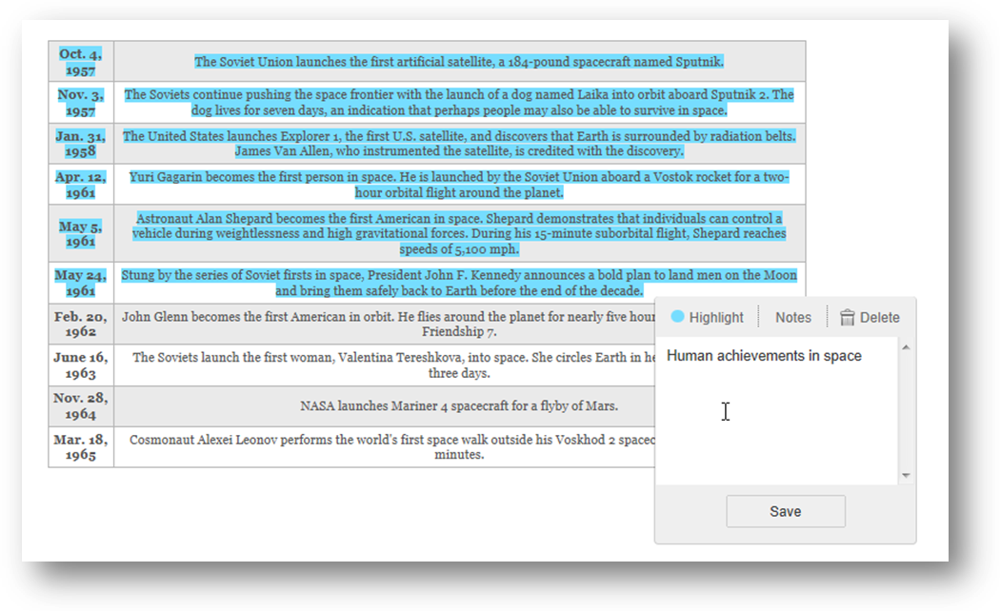 Oct. 4,
1957
The Soviet Union launches the first artificial satellite, a 184-pound spacecraft named Sputnik.
Nov. 3,
1957
The Soviets continue pushing the space frontier with the launch of a dog named Laika into orbit aboard Sputnik 2. The
dog lives for seven days, an indication that perhaps people may also be able to survive in space.
Jan. 31,
1958
The United States launches Explorer 1, the first U.S. satellite, and discovers that Earth is surrounded by radiation belts.
James Van Allen, who instrumented the satellite, is credited with the discovery.
Apr. 12,
1961
Yuri Gagarin becomes the first person in space. He is launched by the Soviet Union aboard a Vostok rocket for a two-
hour orbital flight around the planet.
May 5,
1961
Astronaut Alan Shepard becomes the first American in space. Shepard demonstrates that individuals can control a
vehicle during weightlessness and high gravitational forces. During his 15-minute suborbital flight, Shepard reaches
speeds of 5,100 mph.
May 24,
1961
Stung by the series of Soviet firsts in space, President John F. Kennedy announces a bold plan to land men on the Moon
and bring them safely back to Earth before the end of the decade.
Feb. 20,
1962
John Glenn becomes the first American in orbit. He flies around the planet for nearly five hour
Friendship 7.
June 16,
1963
The Soviets launch the first woman, Valentina Tereshkova, into space. She circles Earth in he
three days.
Nov. 28,
1964
NASA launches Mariner 4 spacecraft for a flyby of Mars.
Mar. 18,
1965
Cosmonaut Alexei Leonov performs the world's first space walk outside his Voskhod 2 spacec
minutes.
Highlight Notes Delete
Human achievements in space
Save